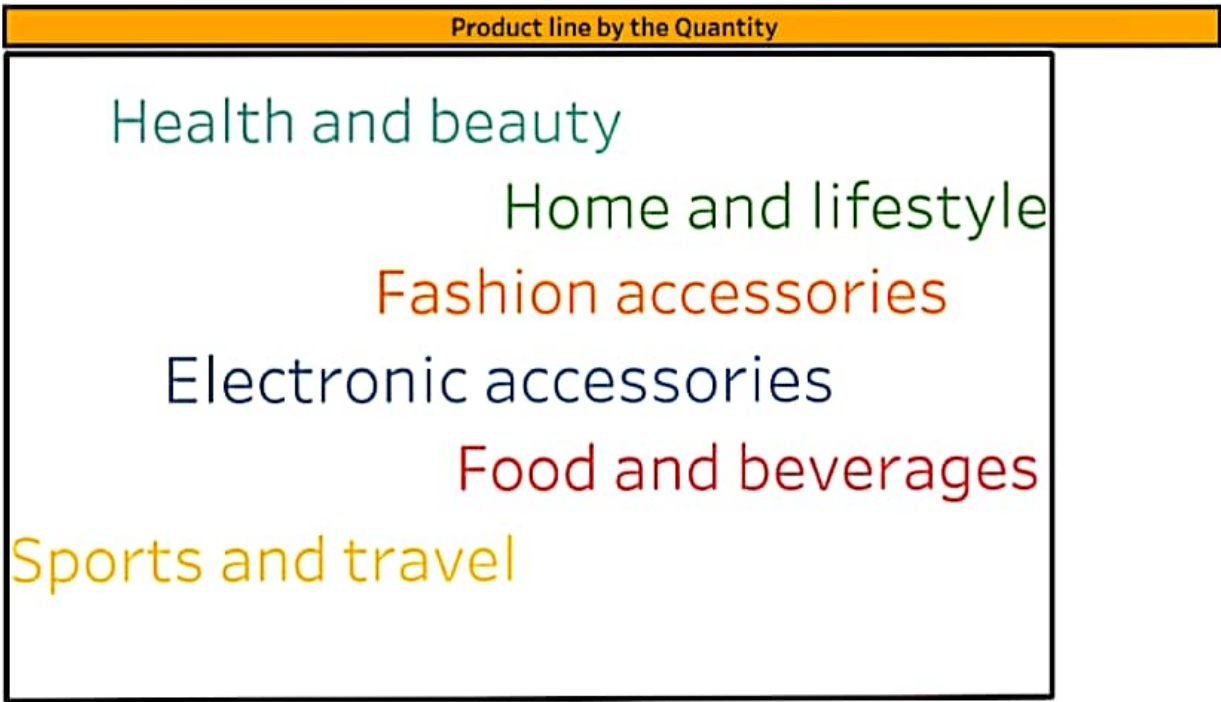 Product line by the Quantity
Health and beauty
Home and lifestyle
Fashion accessories
Electronic accessories
Food and beverages
Sports and travel